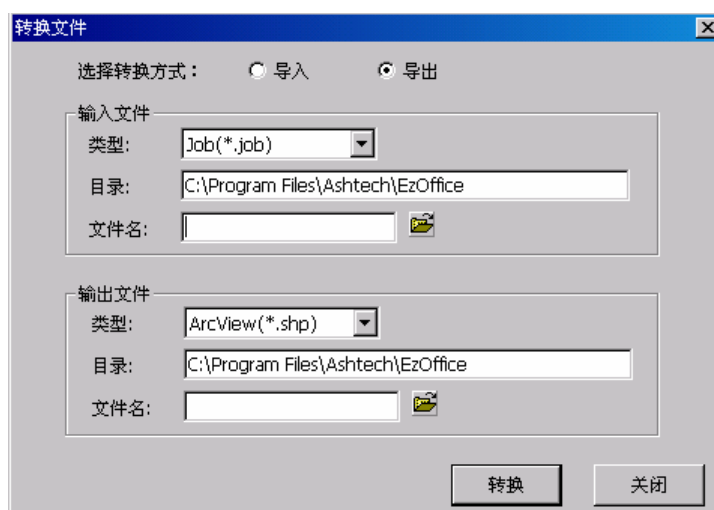 转换文件
选择转换方式： 导入 导出
输入文件
类型: Job(*.job)
目录: C:\Program Files\Ashtech\EzOffice
文件名:
输出文件
类型: ArcView(*.shp)
目录: C:\Program Files\Ashtech\EzOffice
文件名:
转换 关闭